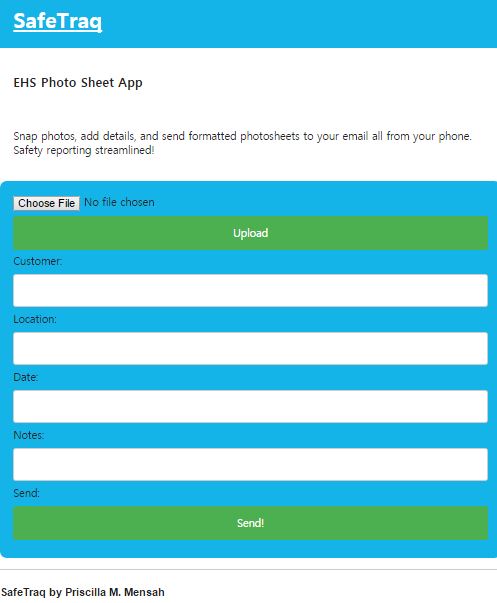 SafeTraq
EHS Photo Sheet App
Snap photos, add details, and send formatted photosheets to your email all from your phone.
Safety reporting streamlined!
Choose File No file chosen
Upload
Customer:
Location:
Date:
Notes:
Send:
Send!
SafeTraq by Priscilla M. Mensah